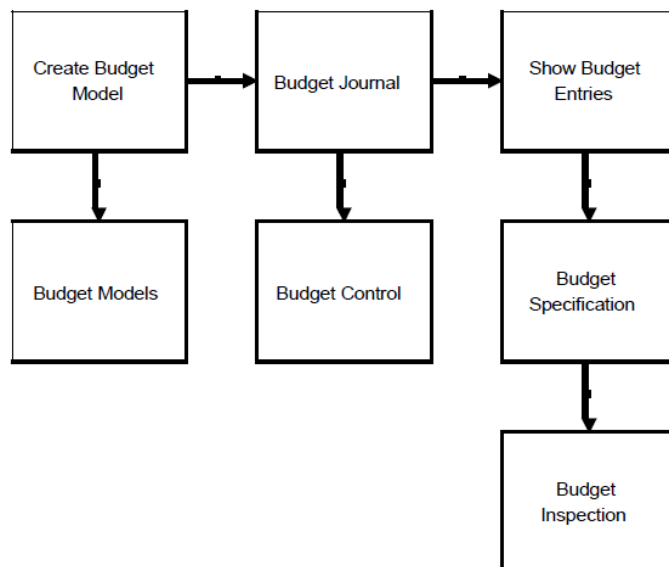 Create Budget
Model
Budget Journal
Show Budget
Entries
Budget Models
Budget Control
Budget
Specification
Budget
Inspection